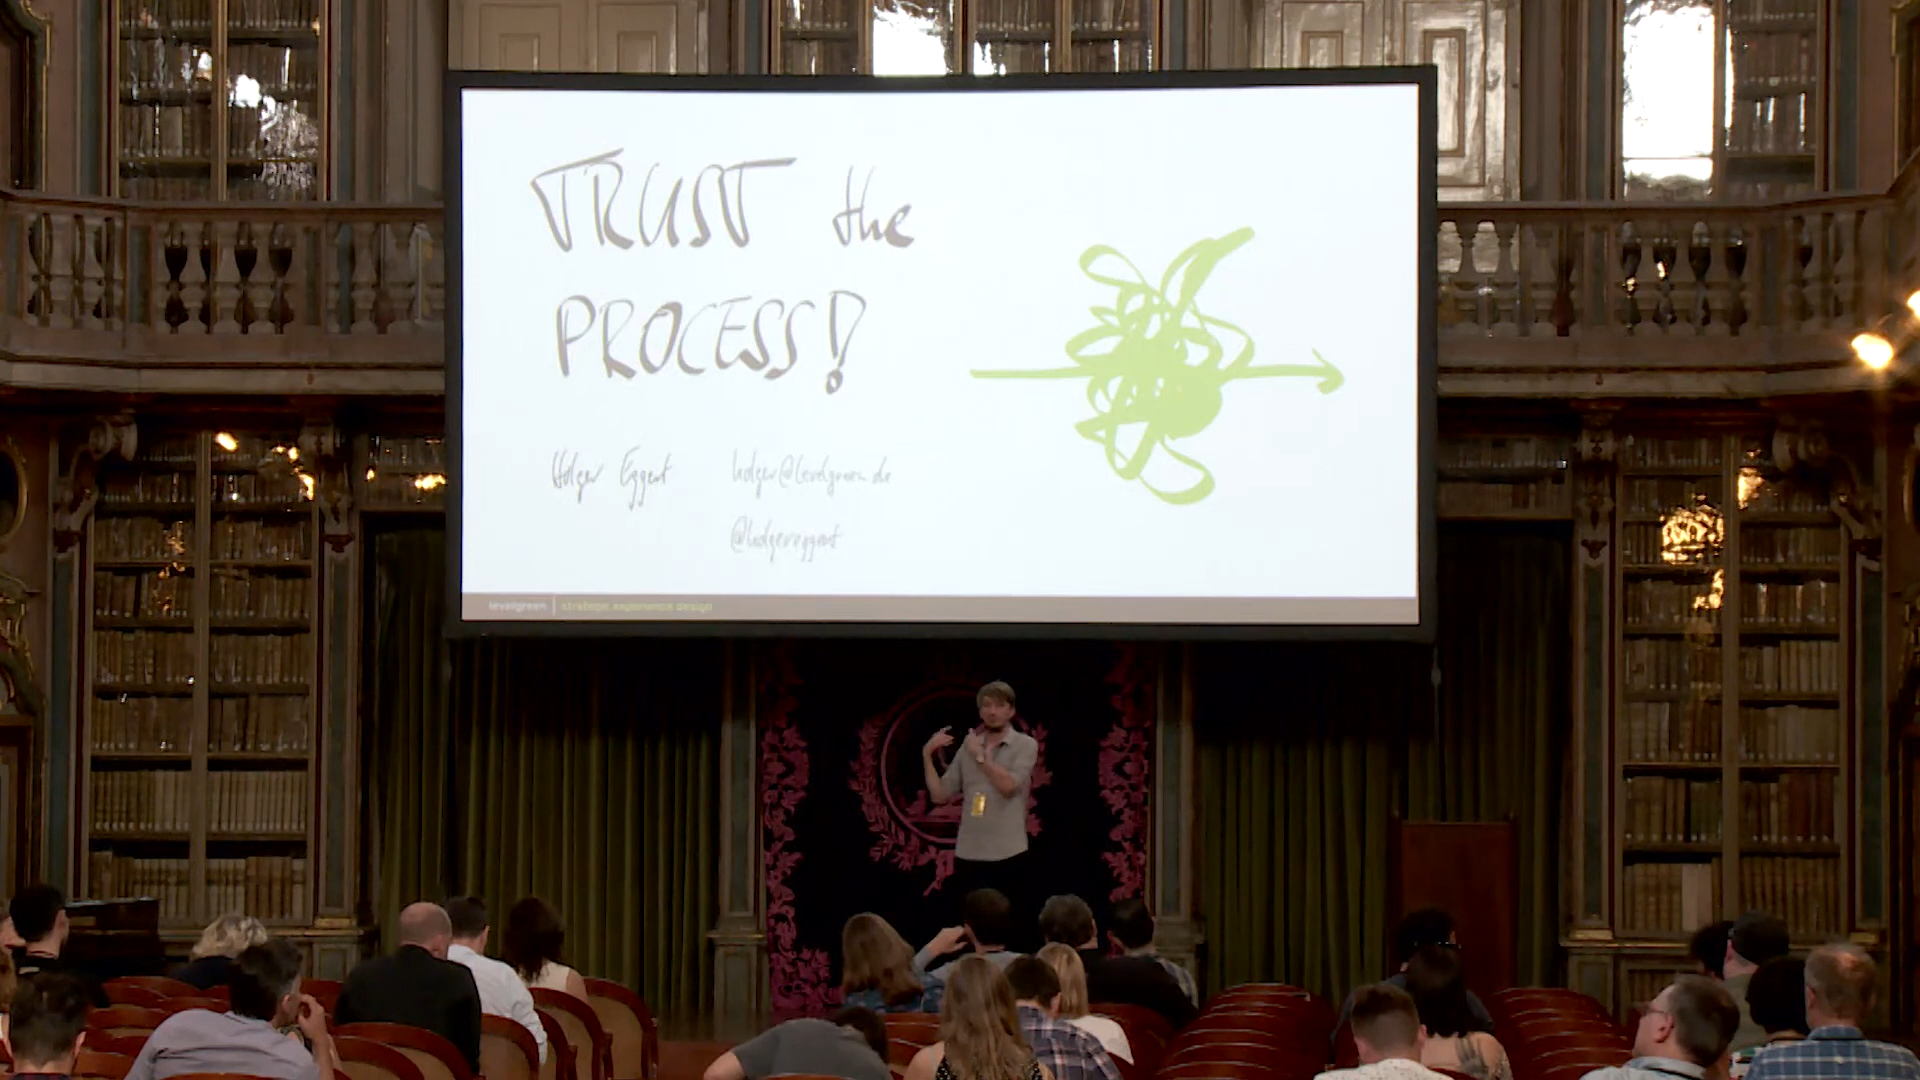 TRUST the
PROCESS!
Holger Eggert holger@levelgreen.de
@holgereggert
levelgreen | strategic experience design